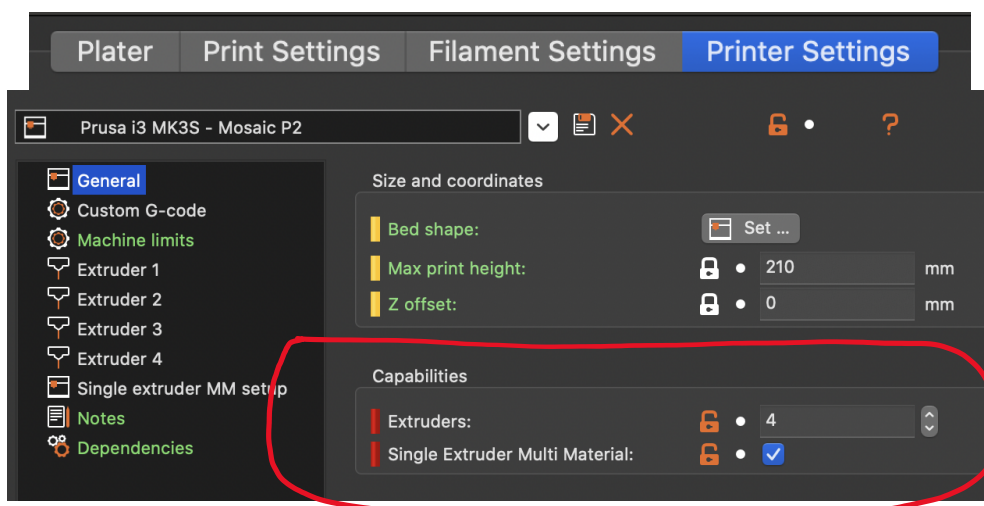 Plater Print Settings Filament Settings Printer Settings
Prusa i3 MK3S - Mosaic P2 ?
General
Custom G-code
Machine limits
Extruder 1
Extruder 2
Extruder 3
Extruder 4
Single extruder MM setup
Notes
Dependencies
Size and coordinates
Bed shape: Set ...
Max print height: 210 mm
Z offset: 0 mm
Capabilities
Extruders: 4
Single Extruder Multi Material: